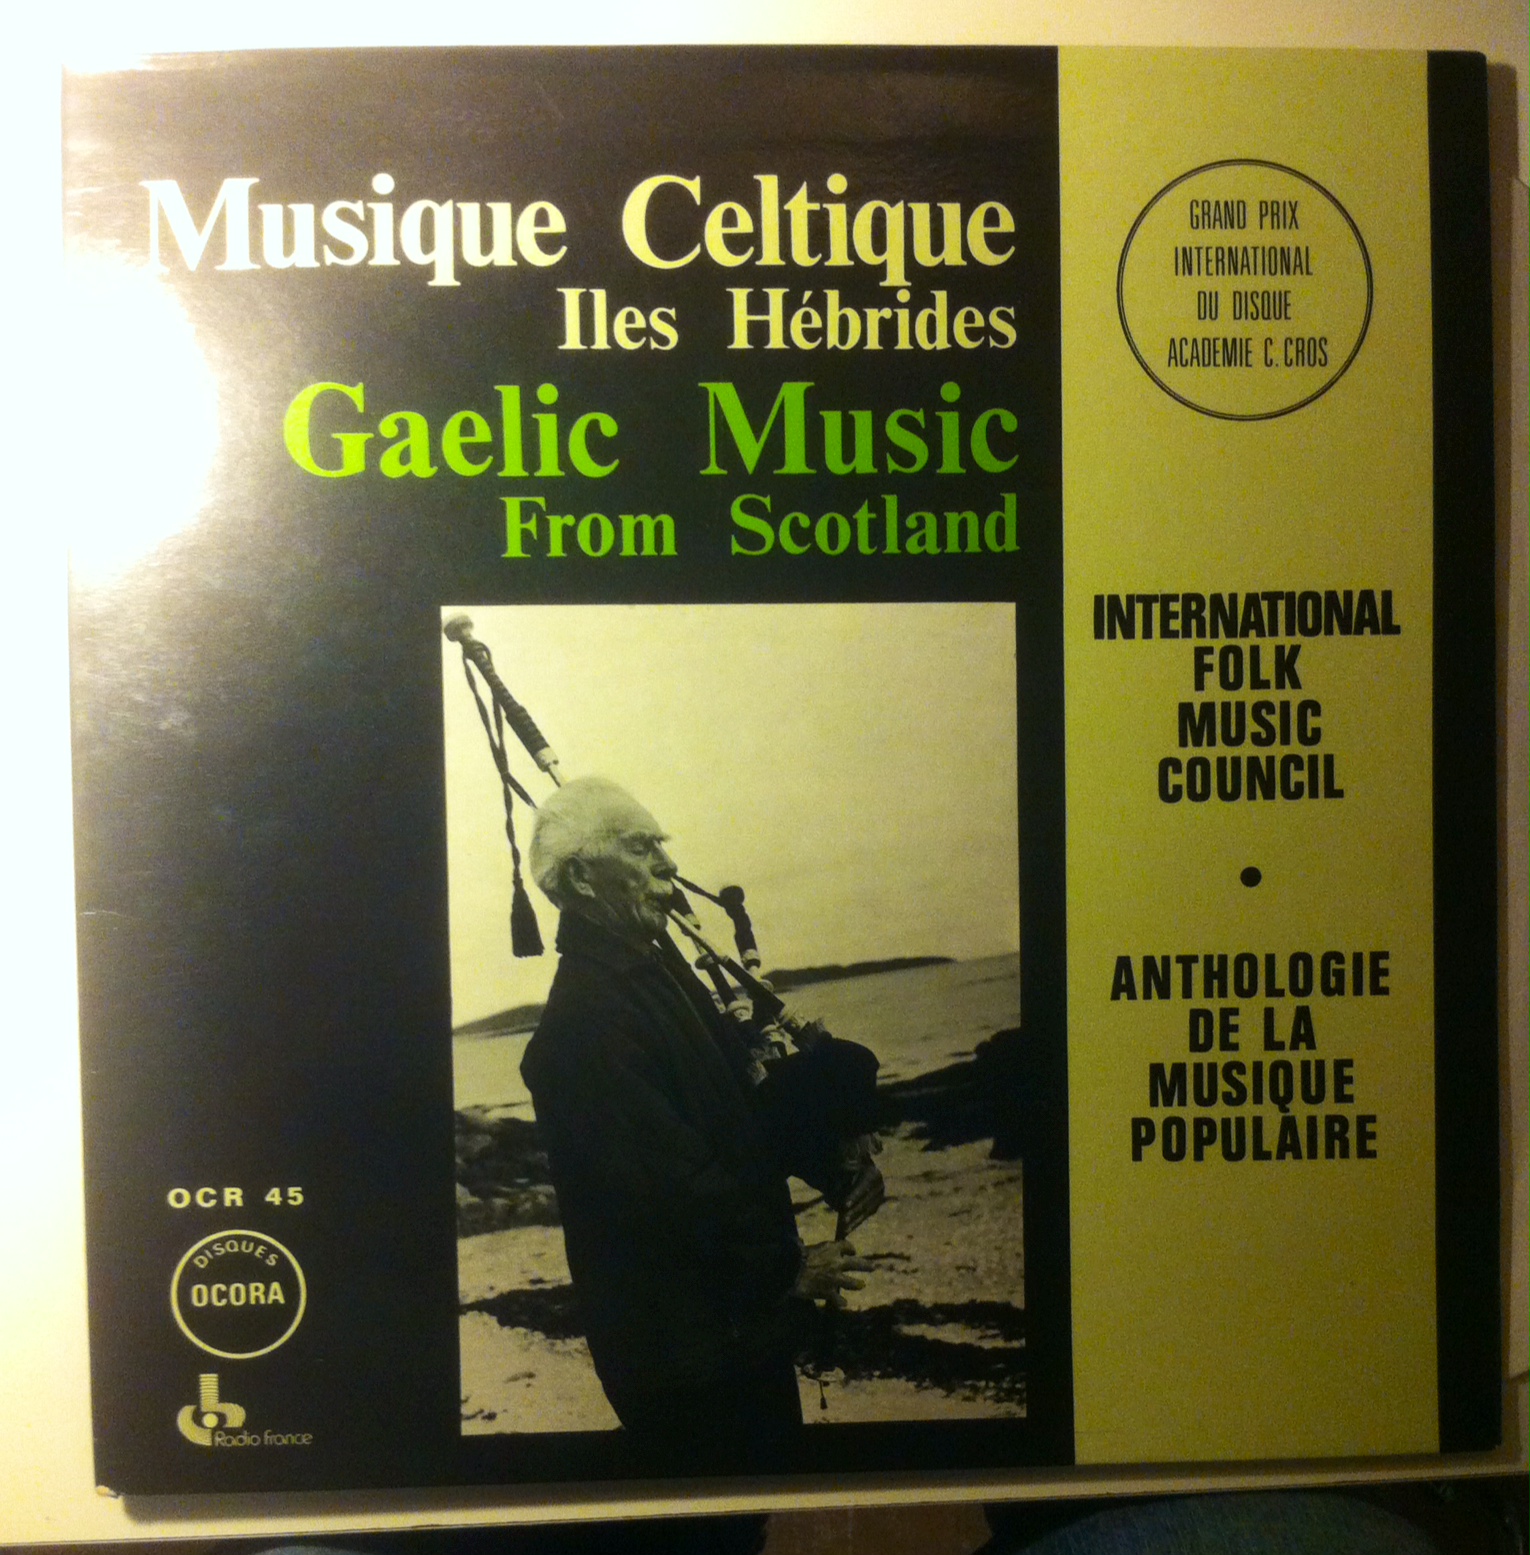 Musique Celtique
Iles Hébrides
Gaelic Music
From Scotland
GRAND PRIX
INTERNATIONAL
DU DISQUE
ACADEMIE C. CROS
INTERNATIONAL
FOLK
MUSIC
COUNCIL
•
ANTHOLOGIE
DE LA
MUSIQUE
POPULAIRE
OCR 45
DISQUES
OCORA
Radio france